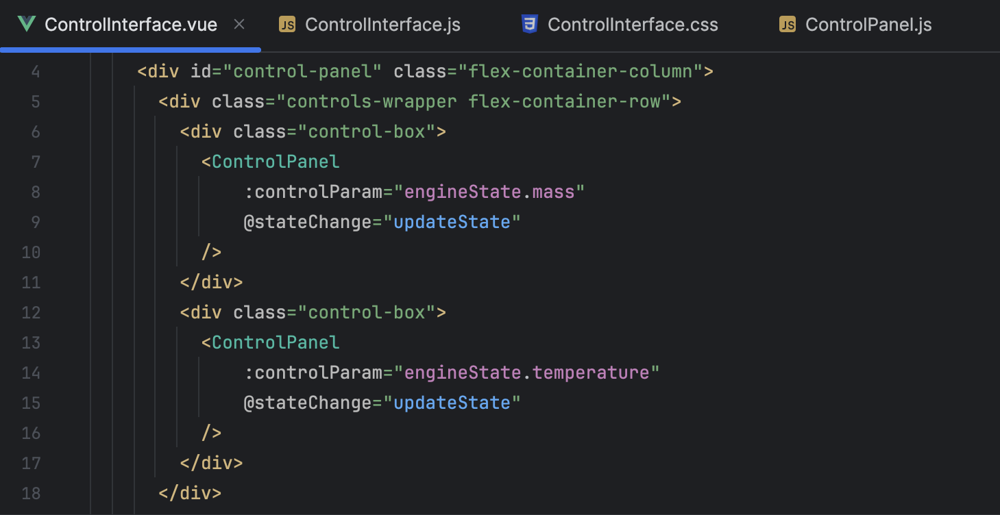 ControlInterface.vue × JS ControlInterface.js ControlInterface.css JS ControlPanel.js
4 <div id="control-panel" class="flex-container-column">
5 <div class="controls-wrapper flex-container-row">
6 <div class="control-box">
7 <ControlPanel
8 :controlParam="engineState.mass"
9 @stateChange="updateState"
10 />
11 </div>
12 <div class="control-box">
13 <ControlPanel
14 :controlParam="engineState.temperature"
15 @stateChange="updateState"
16 />
17 </div>
18 </div>